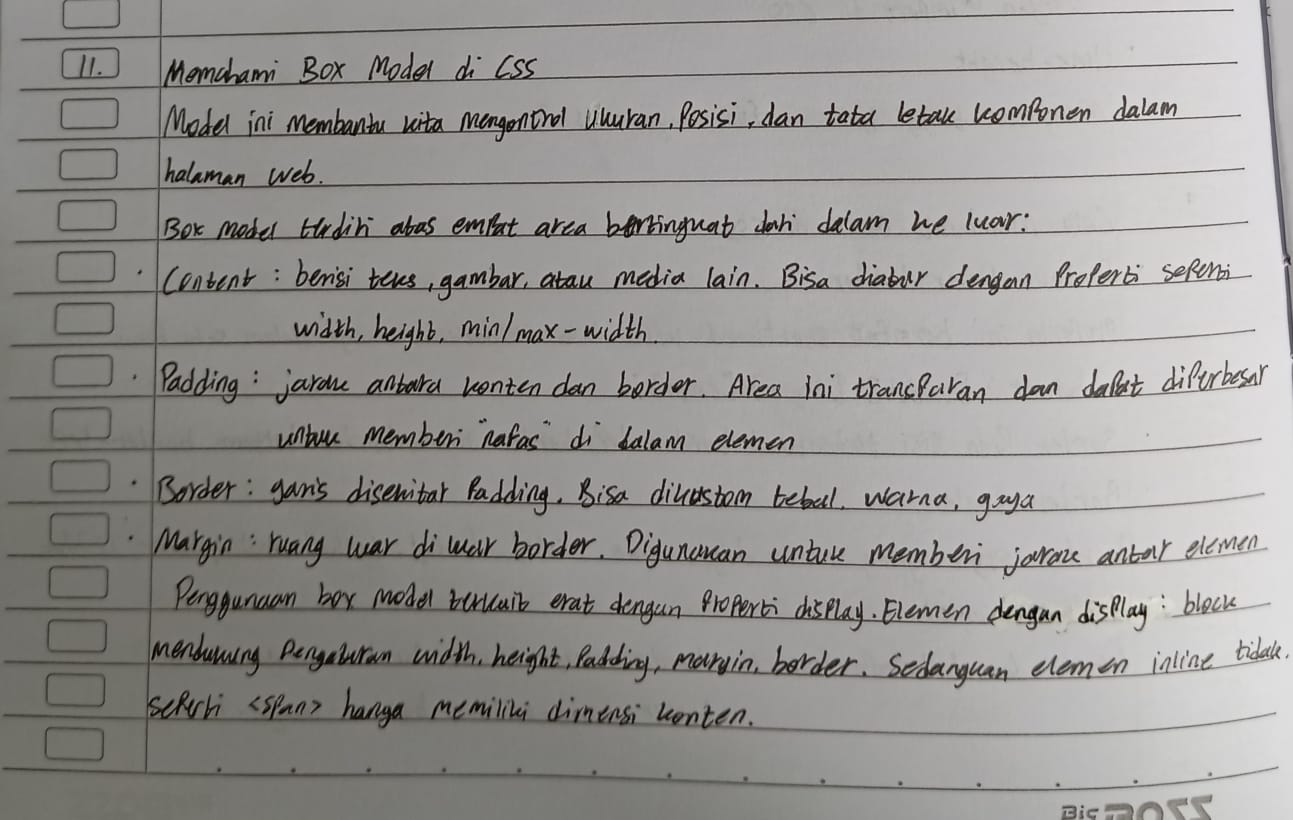 11. Memahami Box Model di CSS
Model ini membantu kita mengontrol ukuran, posisi, dan tata letak komponen dalam
halaman web.
Box model terdiri atas empat area bertingkat dari dalam ke luar:
· Content : berisi teks, gambar, atau media lain. Bisa diatur dengan properti seperti
width, height, min/max-width.
· Padding : jarak antara konten dan border. Area ini transparan dan dapat diperbesar
untuk memberi "nafas" di dalam elemen
· Border : garis disekitar padding. Bisa dikustom tebal, warna, gaya
· Margin : ruang luar di luar border. Digunakan untuk memberi jarak antar elemen
Penggunaan box model terkait erat dengan properti display. Elemen dengan display : block
mendukung pengaturan width, height, padding, margin, border. Sedangkan elemen inline tidak.
seperti <span> hanya memiliki dimensi konten.
Big BOSS